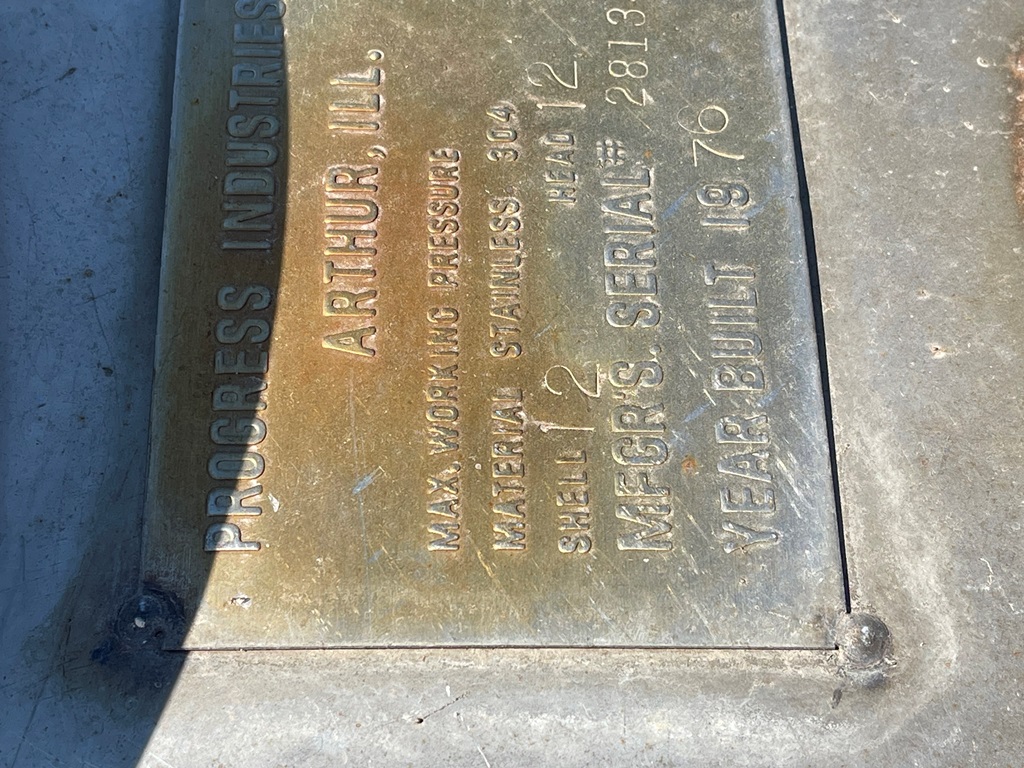 PROGRESS INDUSTRIES
ARTHUR, ILL.
MAX. WORKING PRESSURE
MATERIAL STAINLESS. 304
SHELL 12 HEAD 12
MFGR'S. SERIAL # 2813
YEAR BUILT 1976